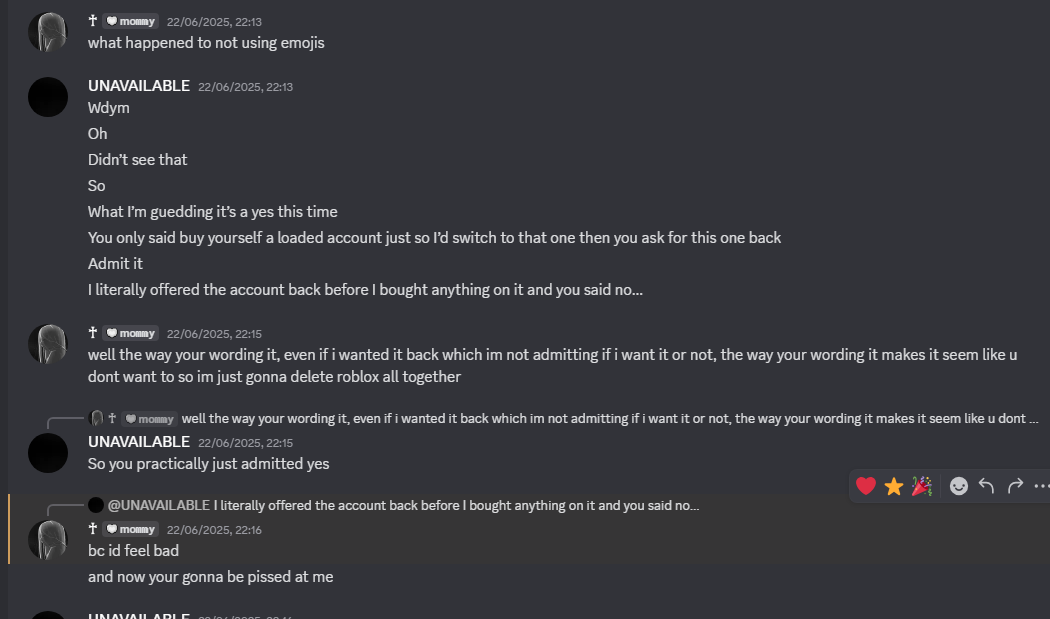 † mommy 22/06/2025, 22:13
what happened to not using emojis
UNAVAILABLE 22/06/2025, 22:13
Wdym
Oh
Didn't see that
So
What I'm guedding it's a yes this time
You only said buy yourself a loaded account just so I'd switch to that one then you ask for this one back
Admit it
I literally offered the account back before I bought anything on it and you said no...
† mommy 22/06/2025, 22:15
well the way your wording it, even if i wanted it back which im not admitting if i want it or not, the way your wording it makes it seem like u
dont want to so im just gonna delete roblox all together
† mommy well the way your wording it, even if i wanted it back which im not admitting if i want it or not, the way your wording it makes it seem like u dont ...
UNAVAILABLE 22/06/2025, 22:15
So you practically just admitted yes
@UNAVAILABLE I literally offered the account back before I bought anything on it and you said no...
† mommy 22/06/2025, 22:16
bc id feel bad
and now your gonna be pissed at me
UNAVAILABLE